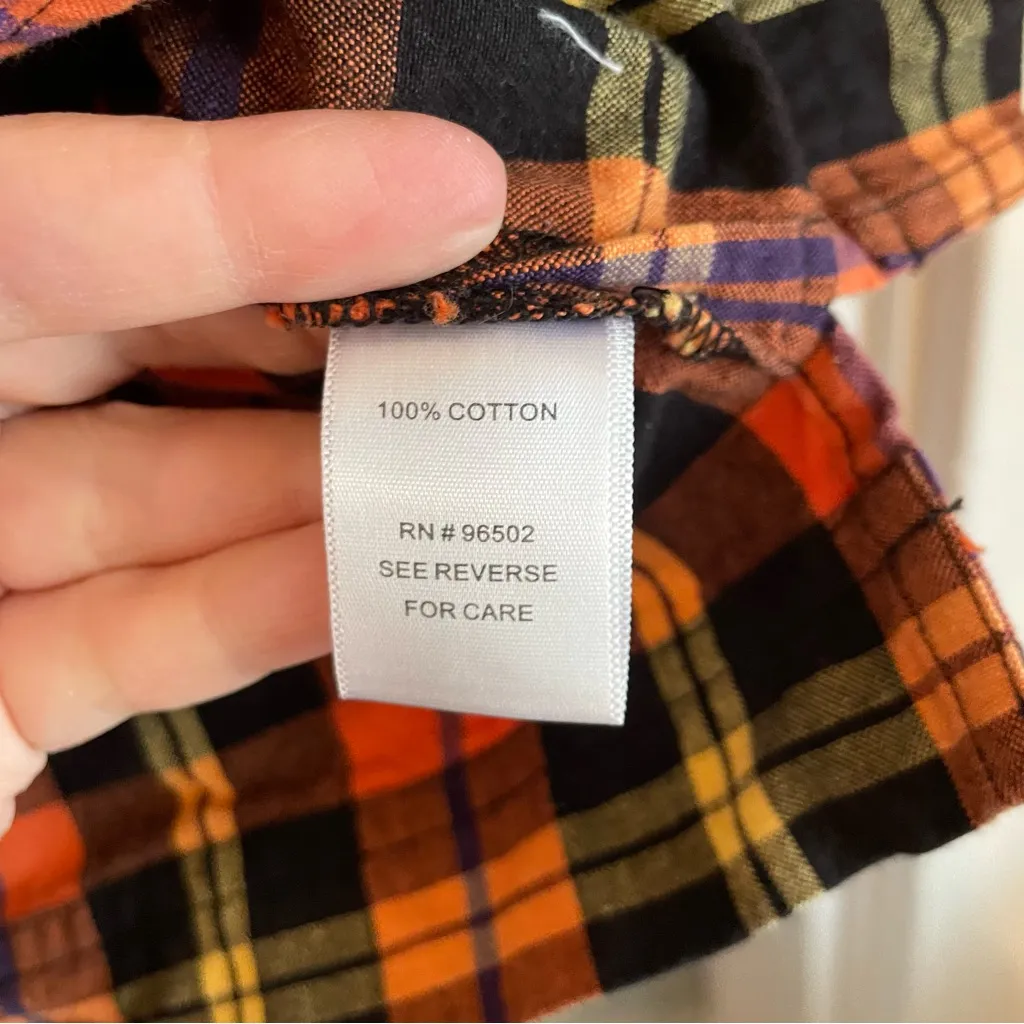 100% COTTON
RN # 96502
SEE REVERSE
FOR CARE